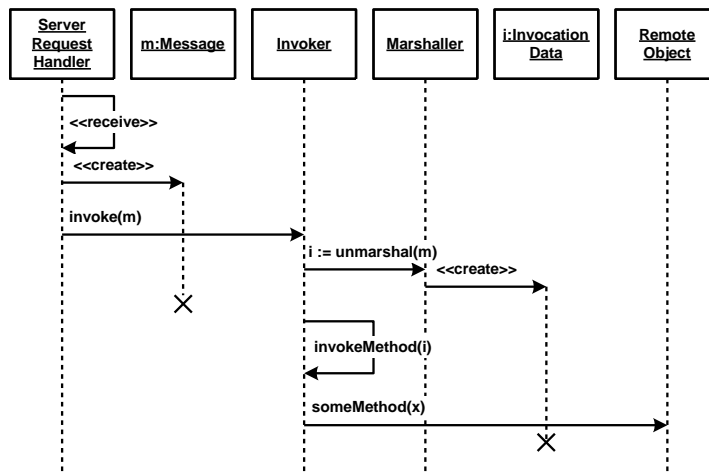 Server
Request
Handler
m:Message
Invoker
Marshaller
i:Invocation
Data
Remote
Object
<<receive>>
<<create>>
invoke(m)
i := unmarshal(m)
<<create>>
invokeMethod(i)
someMethod(x)